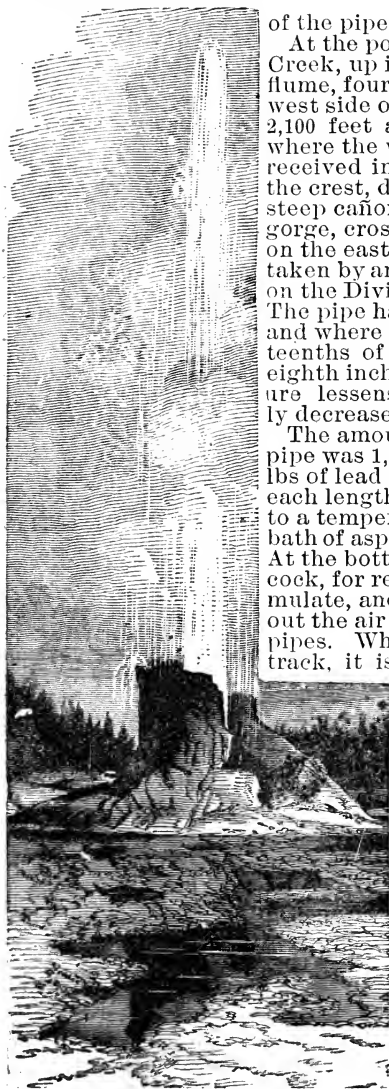 of the pipe
At the po
Creek, up i
flume, four
west side o
2,100 feet a
where the v
received in
the crest, d
steep cañon
gorge, cros
on the east
taken by an
on the Divi
The pipe ha
and where
teenths of
eighth inch
ure lessens
ly decrease
The amou
pipe was 1,
lbs of lead
each length
to a temper
bath of asp
At the bott
cock, for re
mulate, and
out the air
pipes. Wh
track, it is